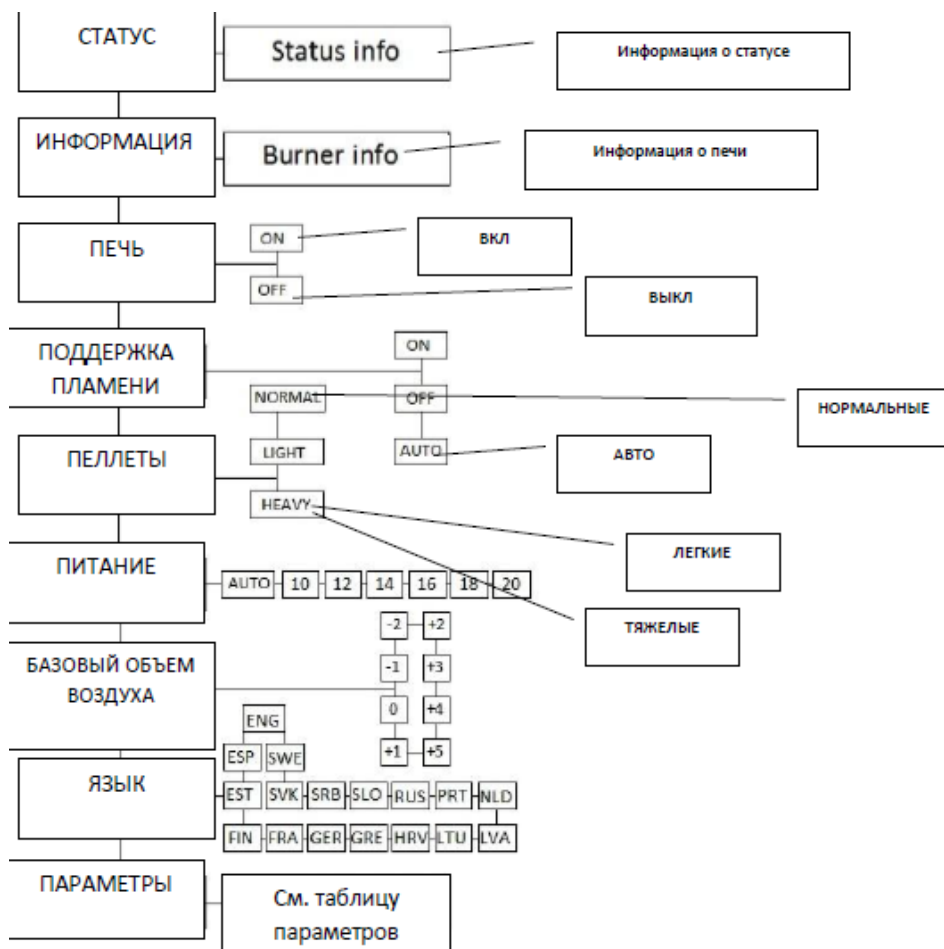 СТАТУС
Status info
Информация о статусе
ИНФОРМАЦИЯ
Burner info
Информация о печи
ПЕЧЬ
ON
ВКЛ
OFF
ВЫКЛ
ПОДДЕРЖКА
ПЛАМЕНИ
ON
NORMAL
OFF
НОРМАЛЬНЫЕ
ПЕЛЛЕТЫ
LIGHT
AUTO
АВТО
HEAVY
ЛЕГКИЕ
ПИТАНИЕ
AUTO 10 12 14 16 18 20
ТЯЖЕЛЫЕ
БАЗОВЫЙ ОБЪЕМ
ВОЗДУХА
-2 +2
-1 +3
0 +4
+1 +5
ЯЗЫК
ENG
ESP SWE
EST SVK SRB SLO RUS PRT NLD
FIN FRA GER GRE HRV LTU LVA
ПАРАМЕТРЫ
См. таблицу
параметров